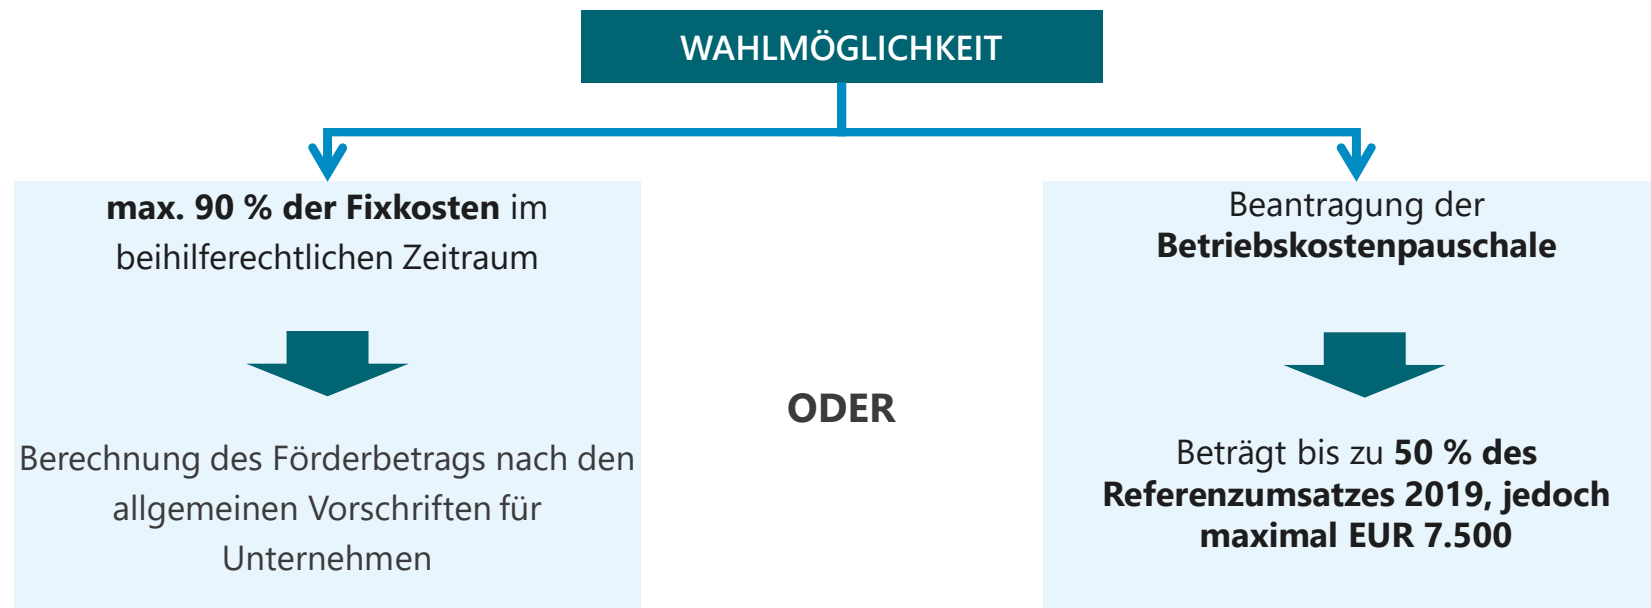 WAHLMÖGLICHKEIT
max. 90 % der Fixkosten im
beihilferechtlichen Zeitraum
Berechnung des Förderbetrags nach den
allgemeinen Vorschriften für
Unternehmen
ODER
Beantragung der
Betriebskostenpauschale
Beträgt bis zu 50 % des
Referenzumsatzes 2019, jedoch
maximal EUR 7.500